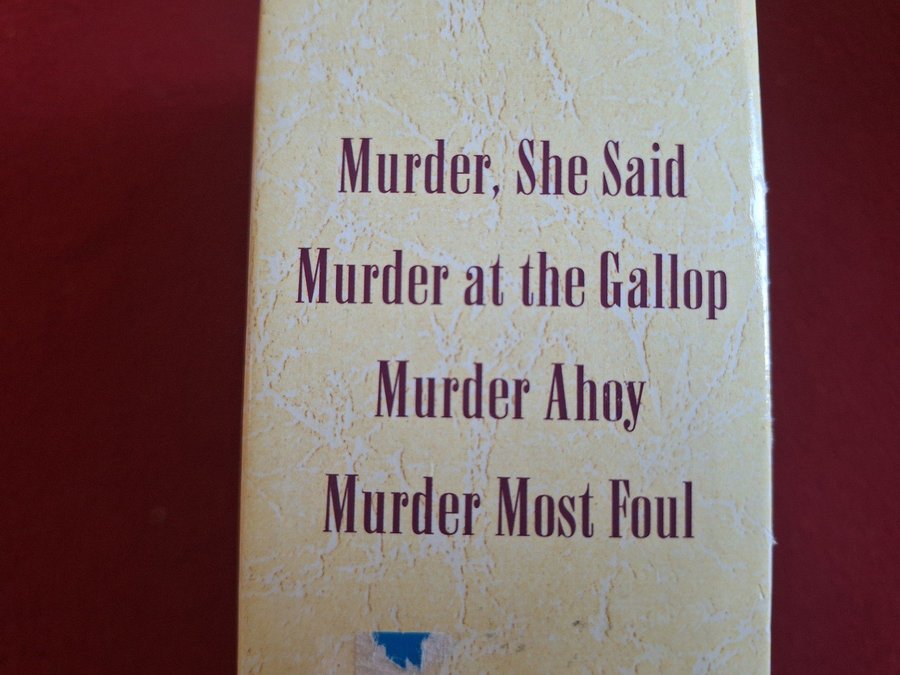 Murder, She Said
Murder at the Gallop
Murder Ahoy
Murder Most Foul